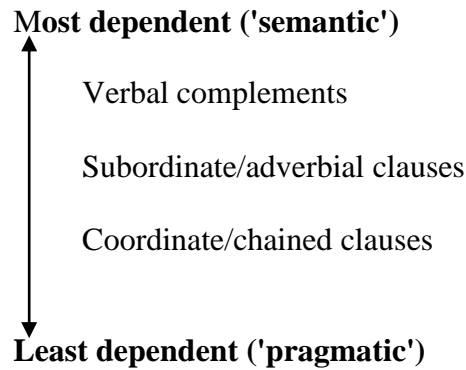 Most dependent ('semantic')
Verbal complements
Subordinate/adverbial clauses
Coordinate/chained clauses
Least dependent ('pragmatic')